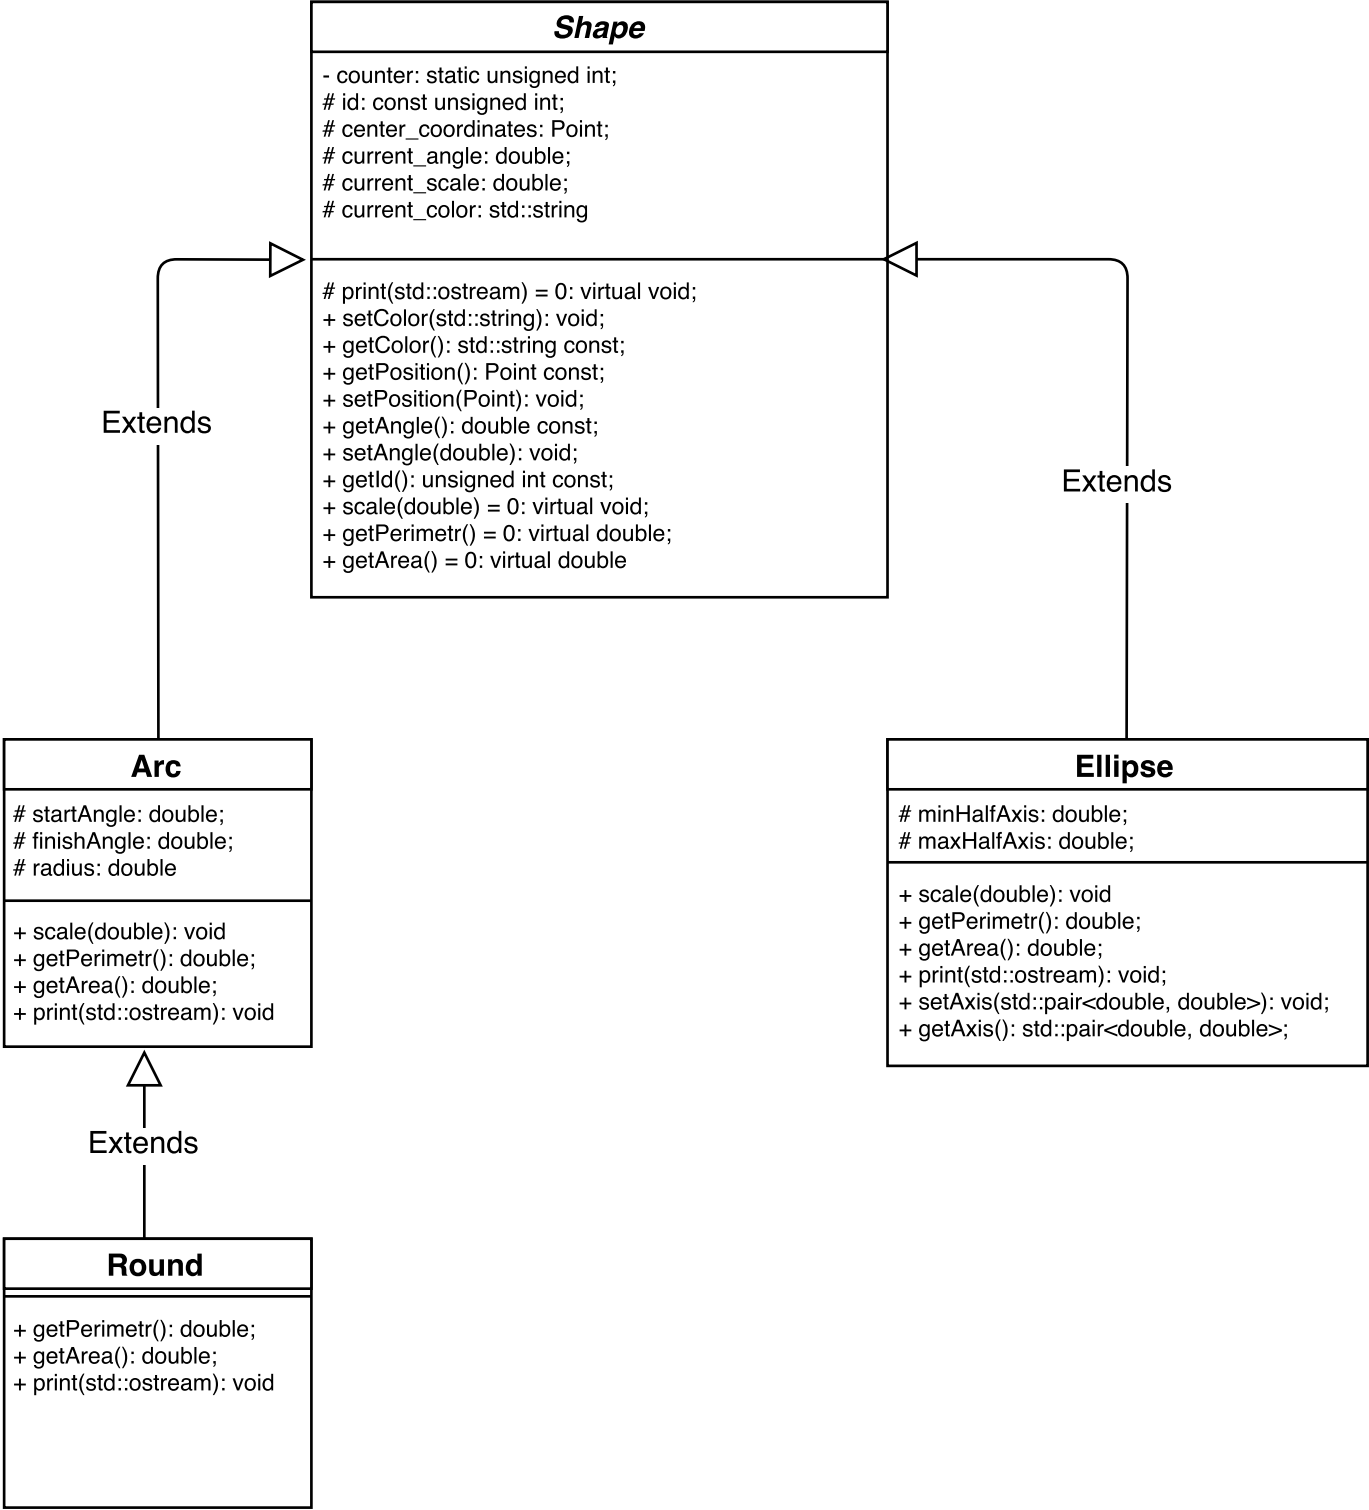 Shape
- counter: static unsigned int;
# id: const unsigned int;
# center_coordinates: Point;
# current_angle: double;
# current_scale: double;
# current_color: std::string
# print(std::ostream) = 0: virtual void;
+ setColor(std::string): void;
+ getColor(): std::string const;
+ getPosition(): Point const;
+ setPosition(Point): void;
+ getAngle(): double const;
+ setAngle(double): void;
+ getId(): unsigned int const;
+ scale(double) = 0: virtual void;
+ getPerimetr() = 0: virtual double;
+ getArea() = 0: virtual double
Extends
Extends
Arc
# startAngle: double;
# finishAngle: double;
# radius: double
+ scale(double): void
+ getPerimetr(): double;
+ getArea(): double;
+ print(std::ostream): void
Ellipse
# minHalfAxis: double;
# maxHalfAxis: double;
+ scale(double): void
+ getPerimetr(): double;
+ getArea(): double;
+ print(std::ostream): void;
+ setAxis(std::pair<double, double>): void;
+ getAxis(): std::pair<double, double>;
Extends
Round
+ getPerimetr(): double;
+ getArea(): double;
+ print(std::ostream): void